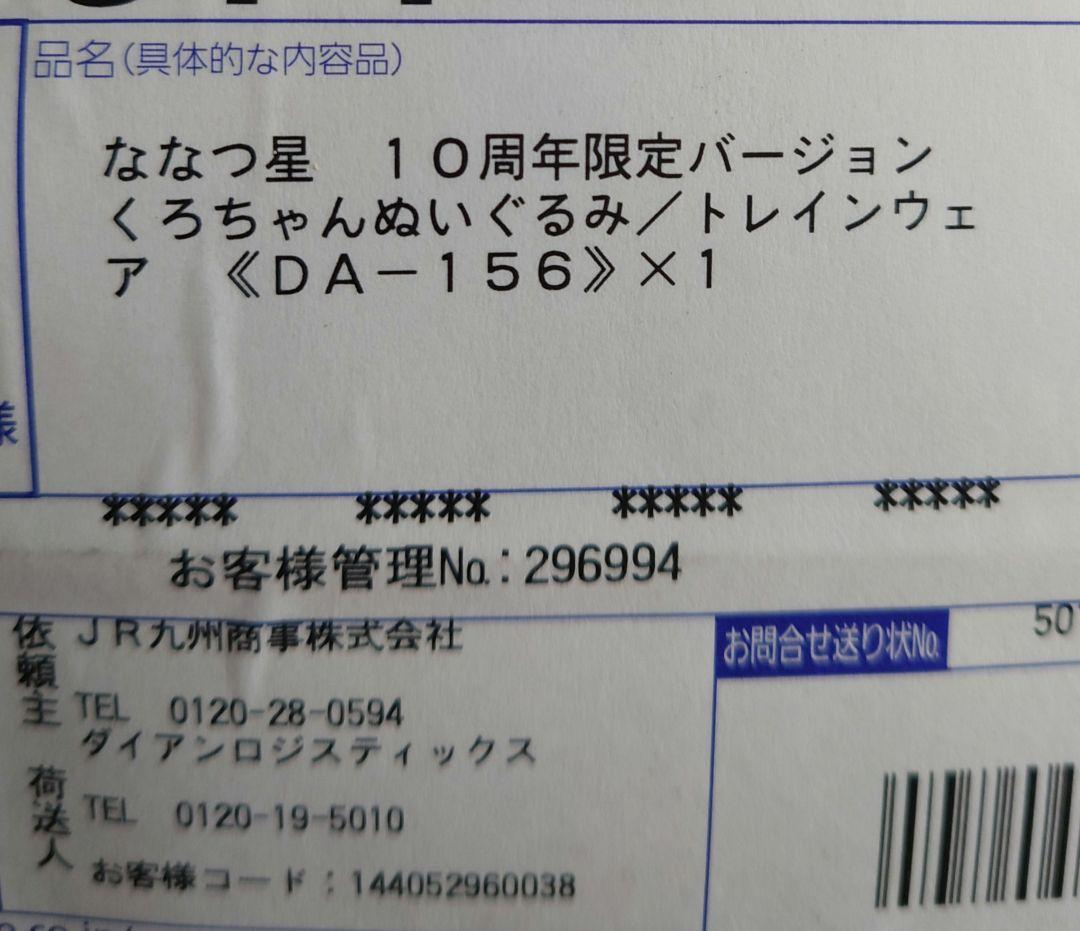 品名(具体的な内容品)
ななつ星　１０周年限定バージョン
くろちゃんぬいぐるみ／トレインウェ
ア　《ＤＡ－１５６》×１
様
*****　*****　*****　*****
お客様管理No.:296994
依頼主
ＪＲ九州商事株式会社
TEL　0120-28-0594
荷送人
ダイアンロジスティックス
TEL　0120-19-5010
お客様コード：144052960038
お問合せ送り状No.
50